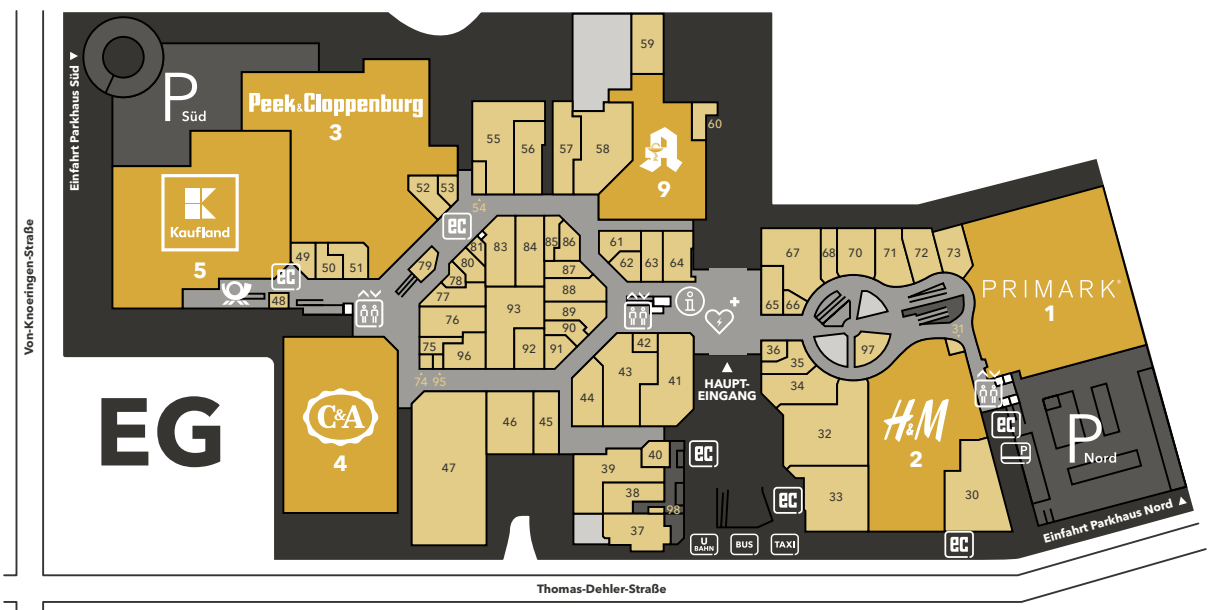 Von-Knoeringen-Straße
Einfahrt Parkhaus Süd
P
Süd
Peek&Cloppenburg
3
K
Kaufland
5
EG
C&A
4
49
50
51
48
52
53
54
ec
ec
55
56
57
58
59
60
A
9
79
81
80
78
77
76
75
74
95
96
83
84
85
86
87
88
93
89
90
92
91
61
62
63
64
i
42
43
44
41
HAUPT-
EINGANG
47
46
45
40
39
38
98
37
ec
ec
U
BAHN
BUS
TAXI
67
68
70
71
72
73
65
66
36
35
34
97
31
32
33
30
H&M
2
PRIMARK®
1
ec
P
ec
P
Nord
Einfahrt Parkhaus Nord
Thomas-Dehler-Straße